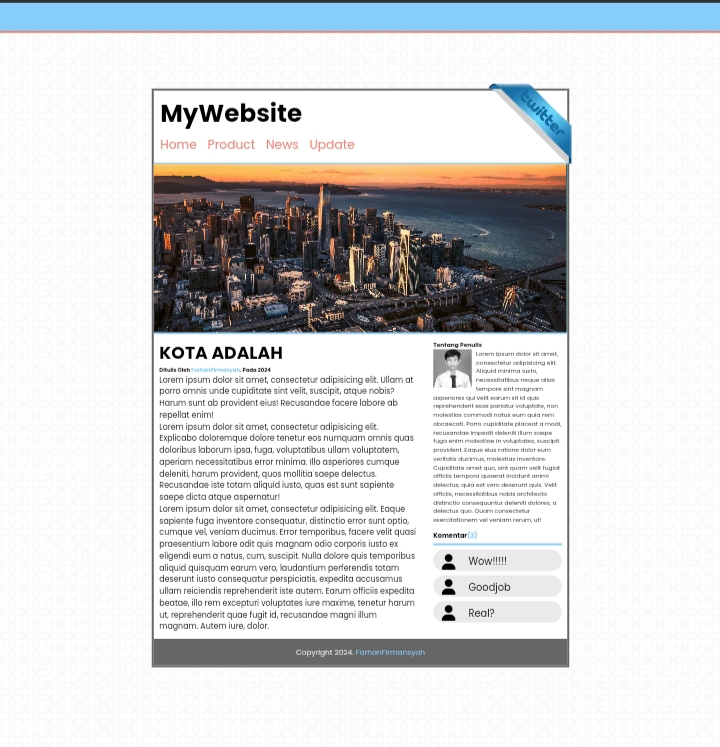 MyWebsite
twitter
Home Product News Update
KOTA ADALAH
Ditulis Oleh FarhanFirmansyah. Pada 2024
Lorem ipsum dolor sit amet, consectetur adipisicing elit. Ullam at
porro omnis unde cupiditate sint velit, suscipit, atque nobis?
Harum sunt ab provident eius! Recusandae facere labore ab
repellat enim!
Lorem ipsum dolor sit amet, consectetur adipisicing elit.
Explicabo doloremque dolore tenetur eos numquam omnis quas
doloribus laborum ipsa, fuga, voluptatibus ullam voluptatem,
aperiam necessitatibus error minima. Illo asperiores cumque
deleniti, harum provident, quos mollitia saepe delectus.
Recusandae iste totam aliquid iusto, quas est sunt sapiente
saepe dicta atque aspernatur!
Lorem ipsum dolor sit amet, consectetur adipisicing elit. Eaque
sapiente fuga inventore consequatur, distinctio error sunt optio,
cumque vel, veniam ducimus. Error temporibus, facere velit quasi
praesentium labore odit quis magnam odio corporis iusto ex
eligendi eum a natus, cum, suscipit. Nulla dolore quis temporibus
aliquid quisquam earum vero, laudantium perferendis totam
deserunt iusto consequatur perspiciatis, expedita accusamus
ullam reiciendis reprehenderit iste autem. Earum officiis expedita
beatae, illo rem excepturi voluptates iure maxime, tenetur harum
ut, reprehenderit quae fugit id, recusandae magni illum
magnam. Autem iure, dolor.
Tentang Penulis
Lorem ipsum dolor sit amet,
consectetur adipisicing elit.
Aliquid minima iusto,
necessitatibus neque alias
tempore sint magnam
asperiores qui velit earum sit id quis
reprehenderit esse pariatur voluptate, non
molestias commodi natus eum quia rem
obcaecati. Porro cupiditate placeat a modi,
recusandae impedit deleniti illum saepe
fuga enim molestiae in voluptates, suscipit
provident. Eaque eius ratione dolor eum
veritatis ducimus, molestias inventore.
Cupiditate amet quo, sint quam velit fugiat
officiis tempora quaerat incidunt animi
delectus, quia est vero deserunt quis. Velit
officiis, necessitatibus nobis architecto
distinctio consequuntur deleniti dolores, a
delectus quo. Quam consectetur
exercitationem vel veniam rerum, ut!
Komentar(3)
Wow!!!!!
Goodjob
Real?
Copyright 2024. FarhanFirmansyah